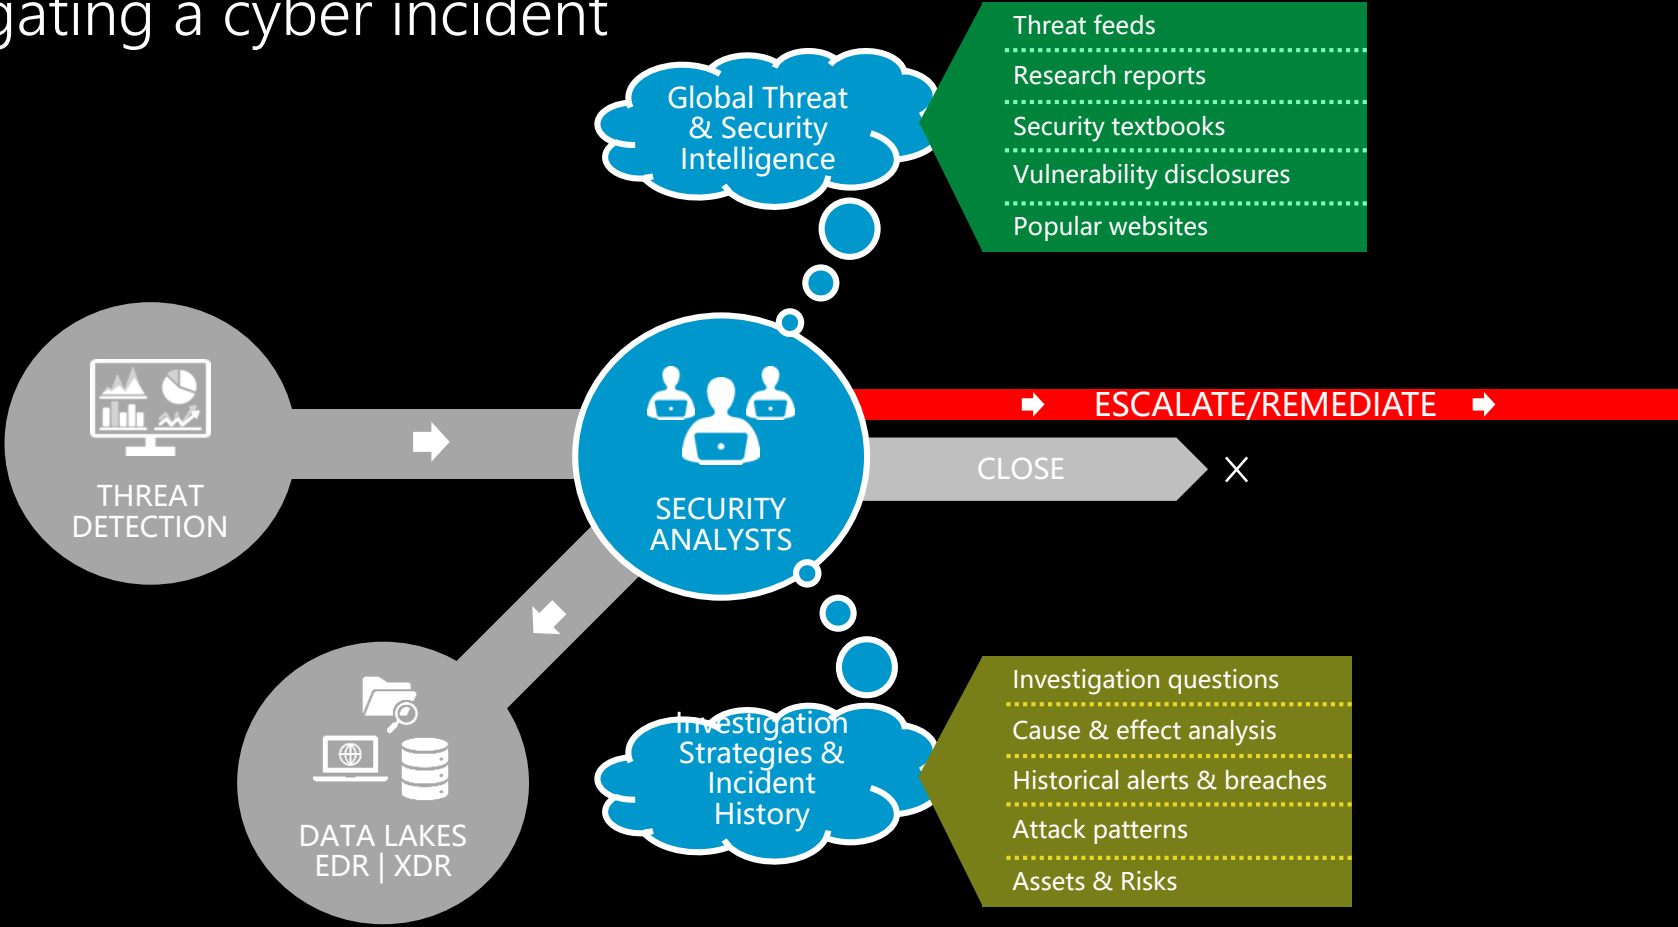 gating a cyber incident
Global Threat
& Security
Intelligence
Threat feeds
Research reports
Security textbooks
Vulnerability disclosures
Popular websites
THREAT
DETECTION
SECURITY
ANALYSTS
ESCALATE/REMEDIATE
CLOSE
X
DATA LAKES
EDR | XDR
Investigation
Strategies &
Incident
History
Investigation questions
Cause & effect analysis
Historical alerts & breaches
Attack patterns
Assets & Risks